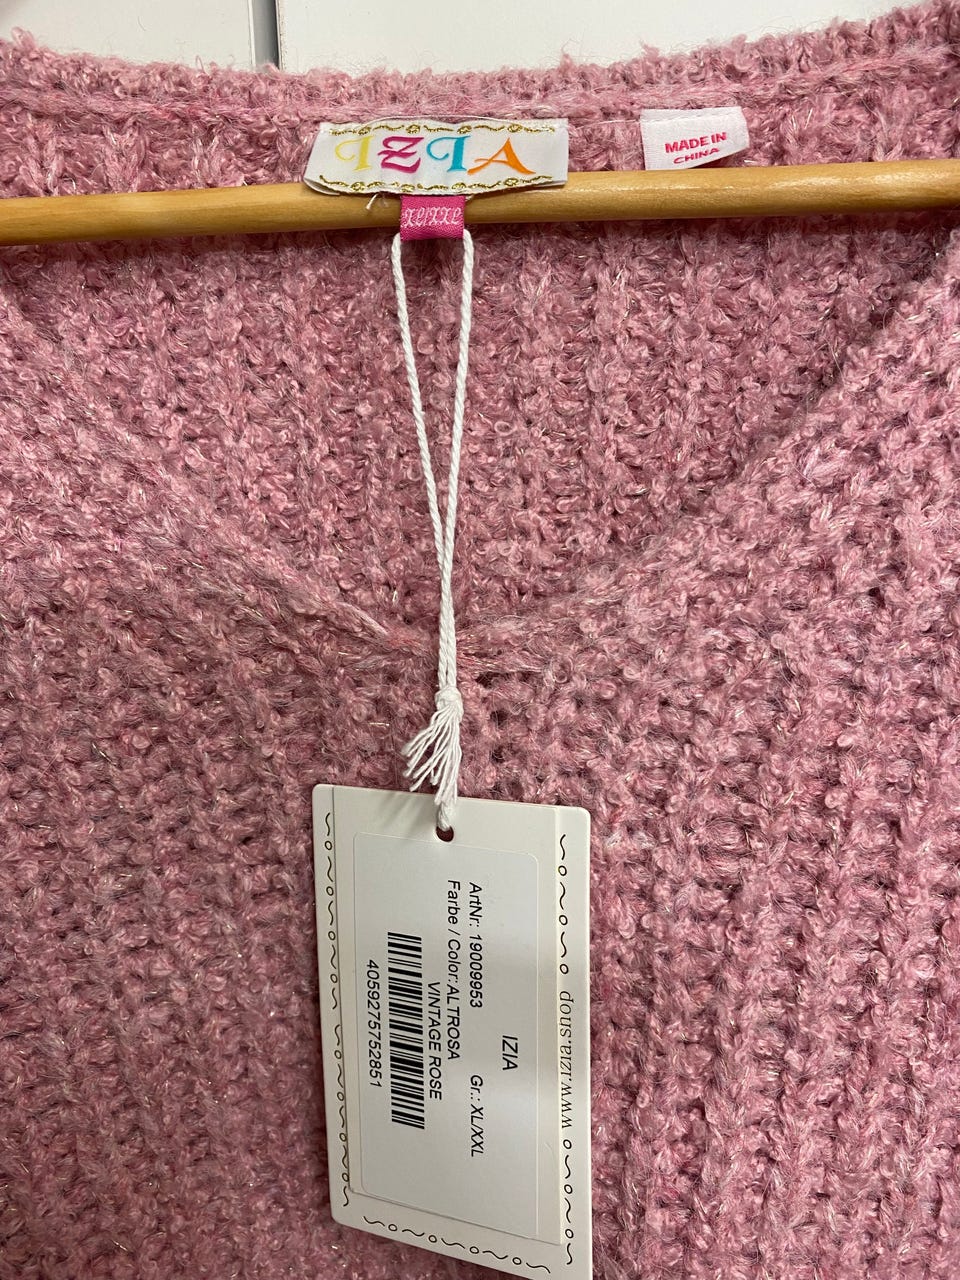 IZIA
MADE IN
CHINA
xl/xxl
IZIA
ArtNr: 19009953 Gr.: XL/XXL
Farbe / Color: ALTROSA
VINTAGE ROSE
4059275752851
www.izia.shop